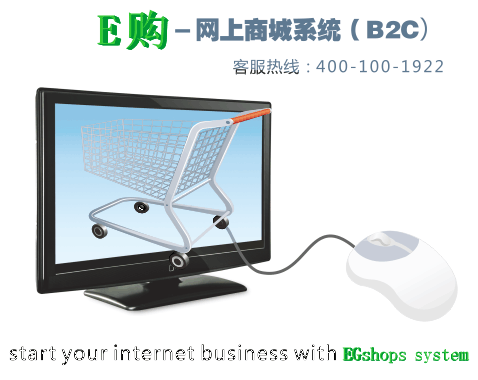 E购－网上商城系统（B2C）
客服热线：400-100-1922
start your internet business with EGshops system